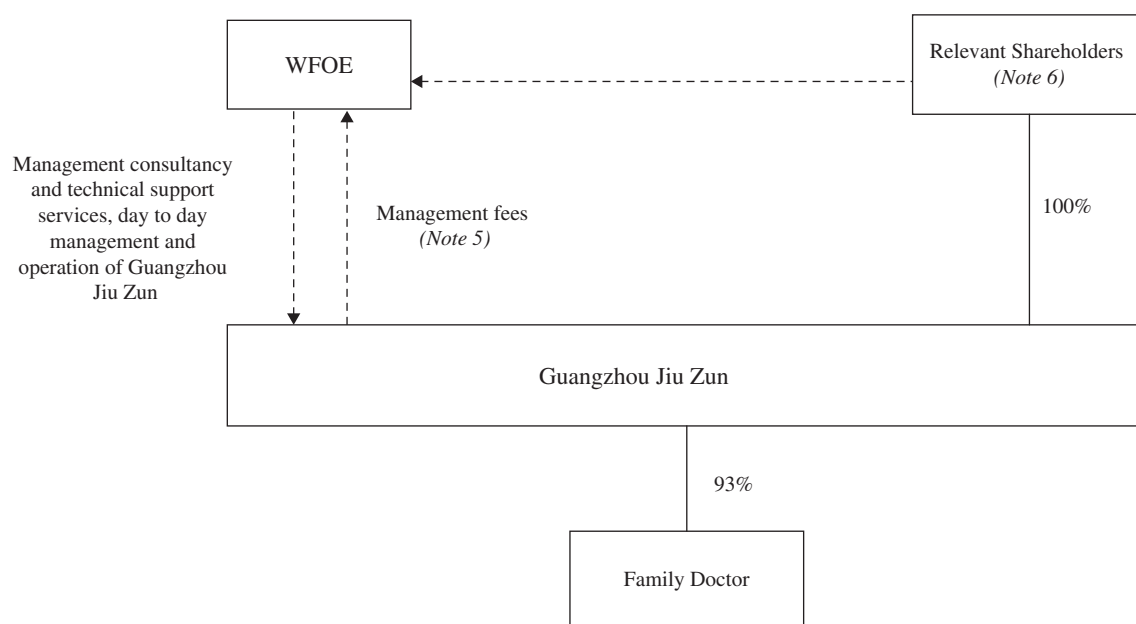 WFOE
Relevant Shareholders
(Note 6)
Management consultancy
and technical support
services, day to day
management and
operation of Guangzhou
Jiu Zun
Management fees
(Note 5)
100%
Guangzhou Jiu Zun
93%
Family Doctor